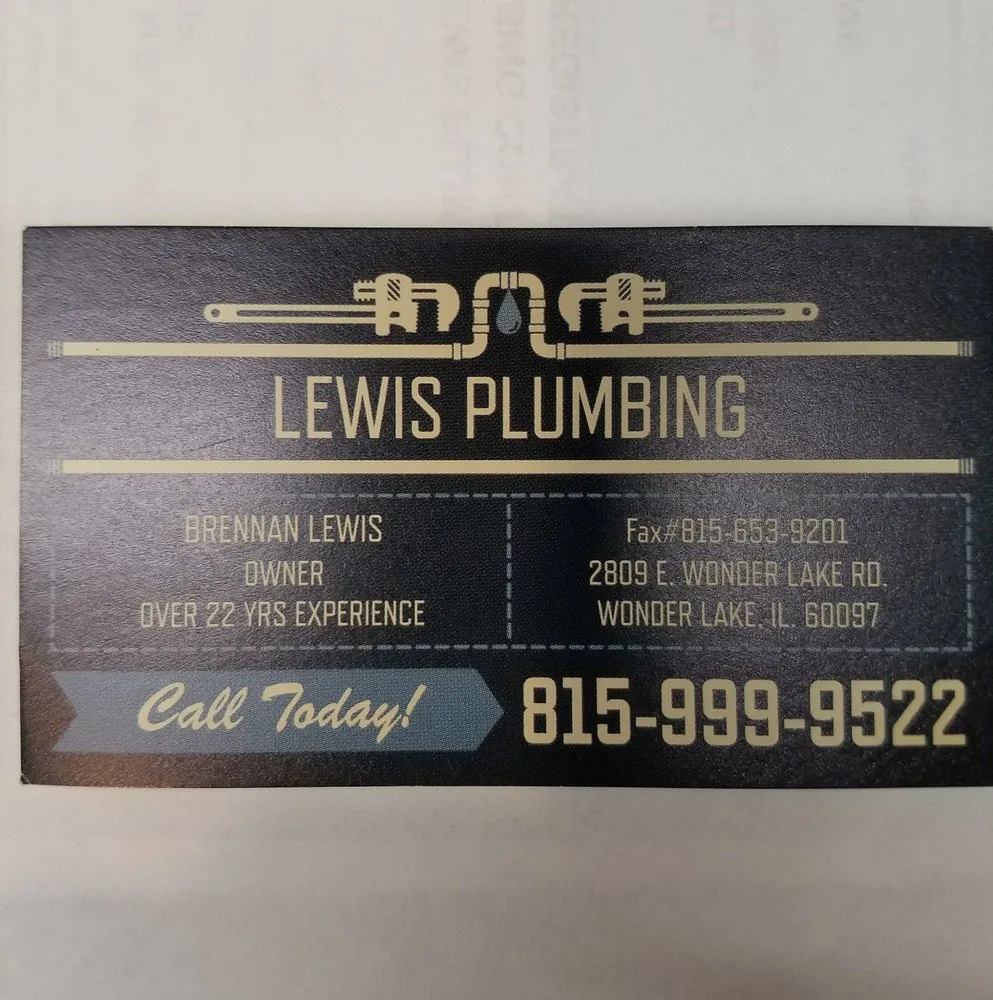 LEWIS PLUMBING
BRENNAN LEWIS
OWNER
OVER 22 YRS EXPERIENCE
Fax#815-653-9201
2809 E. WONDER LAKE RD.
WONDER LAKE, IL. 60097
Call Today!
815-999-9522